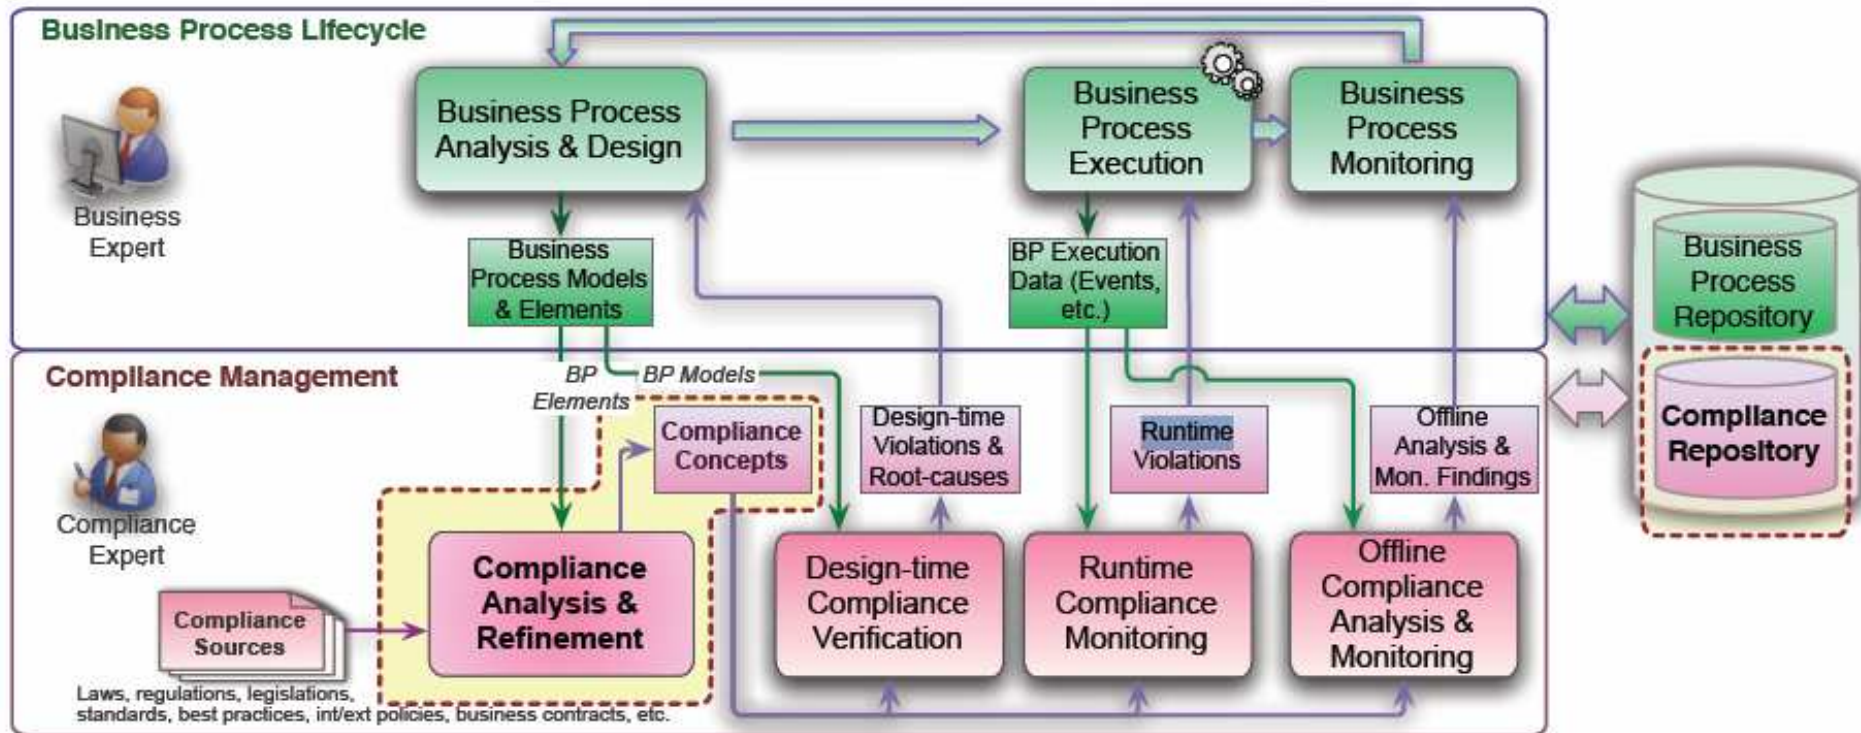 Business Process Lifecycle
Business Process
Analysis & Design
Business
Process
Execution
Business
Process
Monitoring
Business
Expert
Business
Process Models
& Elements
BP Execution
Data (Events,
etc.)
Business
Process
Repository
Compliance Management
BP
Elements
BP Models
Compliance
Concepts
Design-time
Violations &
Root-causes
Runtime
Violations
Offline
Analysis &
Mon. Findings
Compliance
Repository
Compliance
Expert
Compliance
Sources
Compliance
Analysis &
Refinement
Design-time
Compliance
Verification
Runtime
Compliance
Monitoring
Offline
Compliance
Analysis &
Monitoring
Laws, regulations, legislations,
standards, best practices, int/ext policies, business contracts, etc.